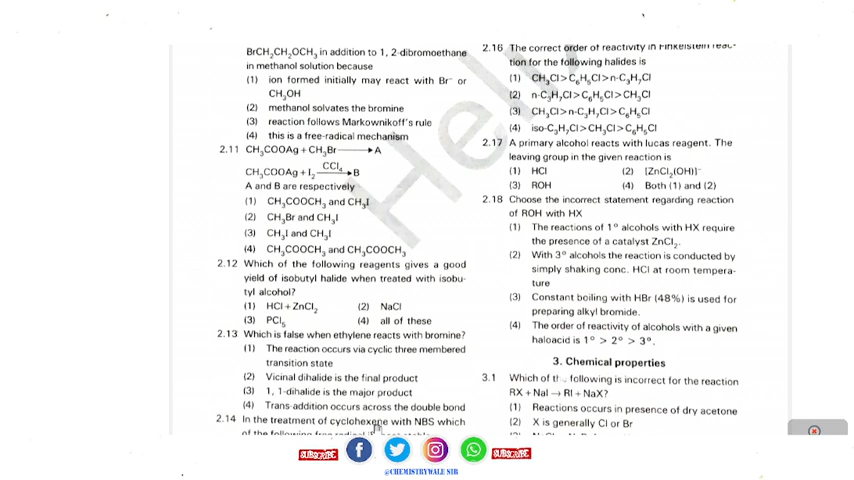 BrCH₂CH₂OCH₃ in addition to 1, 2-dibromoethane
in methanol solution because
(1) ion formed initially may react with Br⁻ or
CH₃OH
(2) methanol solvates the bromine
(3) reaction follows Markownikoff's rule
(4) this is a free-radical mechanism
2.11 CH₃COOAg + CH₃Br ⟶ A
CH₃COOAg + I₂ —CCl₄→ B
A and B are respectively
(1) CH₃COOCH₃ and CH₃I
(2) CH₃Br and CH₃I
(3) CH₃I and CH₃I
(4) CH₃COOCH₃ and CH₃COOCH₃
2.12 Which of the following reagents gives a good
yield of isobutyl halide when treated with isobu-
tyl alcohol?
(1) HCl + ZnCl₂ (2) NaCl
(3) PCl₅ (4) all of these
2.13 Which is false when ethylene reacts with bromine?
(1) The reaction occurs via cyclic three membered
transition state
(2) Vicinal dihalide is the final product
(3) 1, 1-dihalide is the major product
(4) Trans-addition occurs across the double bond
2.14 In the treatment of cyclohexene with NBS which
of the following free radical
2.16 The correct order of reactivity in Finkelstein reac-
tion for the following halides is
(1) CH₃Cl>C₆H₅Cl>n-C₃H₇Cl
(2) n-C₃H₇Cl>C₆H₅Cl>CH₃Cl
(3) CH₃Cl>n-C₃H₇Cl>C₆H₅Cl
(4) iso-C₃H₇Cl>CH₃Cl>C₆H₅Cl
2.17 A primary alcohol reacts with lucas reagent. The
leaving group in the given reaction is
(1) HCl (2) [ZnCl₂(OH)]⁻
(3) ROH (4) Both (1) and (2)
2.18 Choose the incorrect statement regarding reaction
of ROH with HX
(1) The reactions of 1° alcohols with HX require
the presence of a catalyst ZnCl₂.
(2) With 3° alcohols the reaction is conducted by
simply shaking conc. HCl at room tempera-
ture
(3) Constant boiling with HBr (48%) is used for
preparing alkyl bromide.
(4) The order of reactivity of alcohols with a given
haloacid is 1° > 2° > 3°.
3. Chemical properties
3.1 Which of following is incorrect for the reaction
RX + NaI → RI + NaX?
(1) Reactions occurs in presence of dry acetone
(2) X is generally Cl or Br
SUBSCRIBE
SUBSCRIBE
@CHEMISTRYWALE SIR